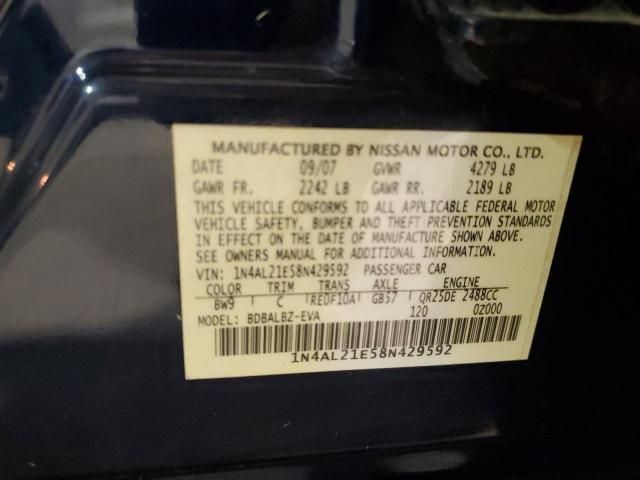 MANUFACTURED BY NISSAN MOTOR CO., LTD.
DATE 09/07 GVWR 4279 LB
GAWR FR. 2242 LB GAWR RR. 2189 LB
THIS VEHICLE CONFORMS TO ALL APPLICABLE FEDERAL MOTOR
VEHICLE SAFETY, BUMPER AND THEFT PREVENTION STANDARDS
IN EFFECT ON THE DATE OF MANUFACTURE SHOWN ABOVE.
SEE OWNERS MANUAL FOR ADDITIONAL INFORMATION.
VIN: 1N4AL21E58N429592 PASSENGER CAR
COLOR TRIM TRANS AXLE ENGINE
BW9 C RE0F10A GB57 QR25DE 2488CC
MODEL: BDBALBZ-EVA 120 0Z000
1N4AL21E58N429592